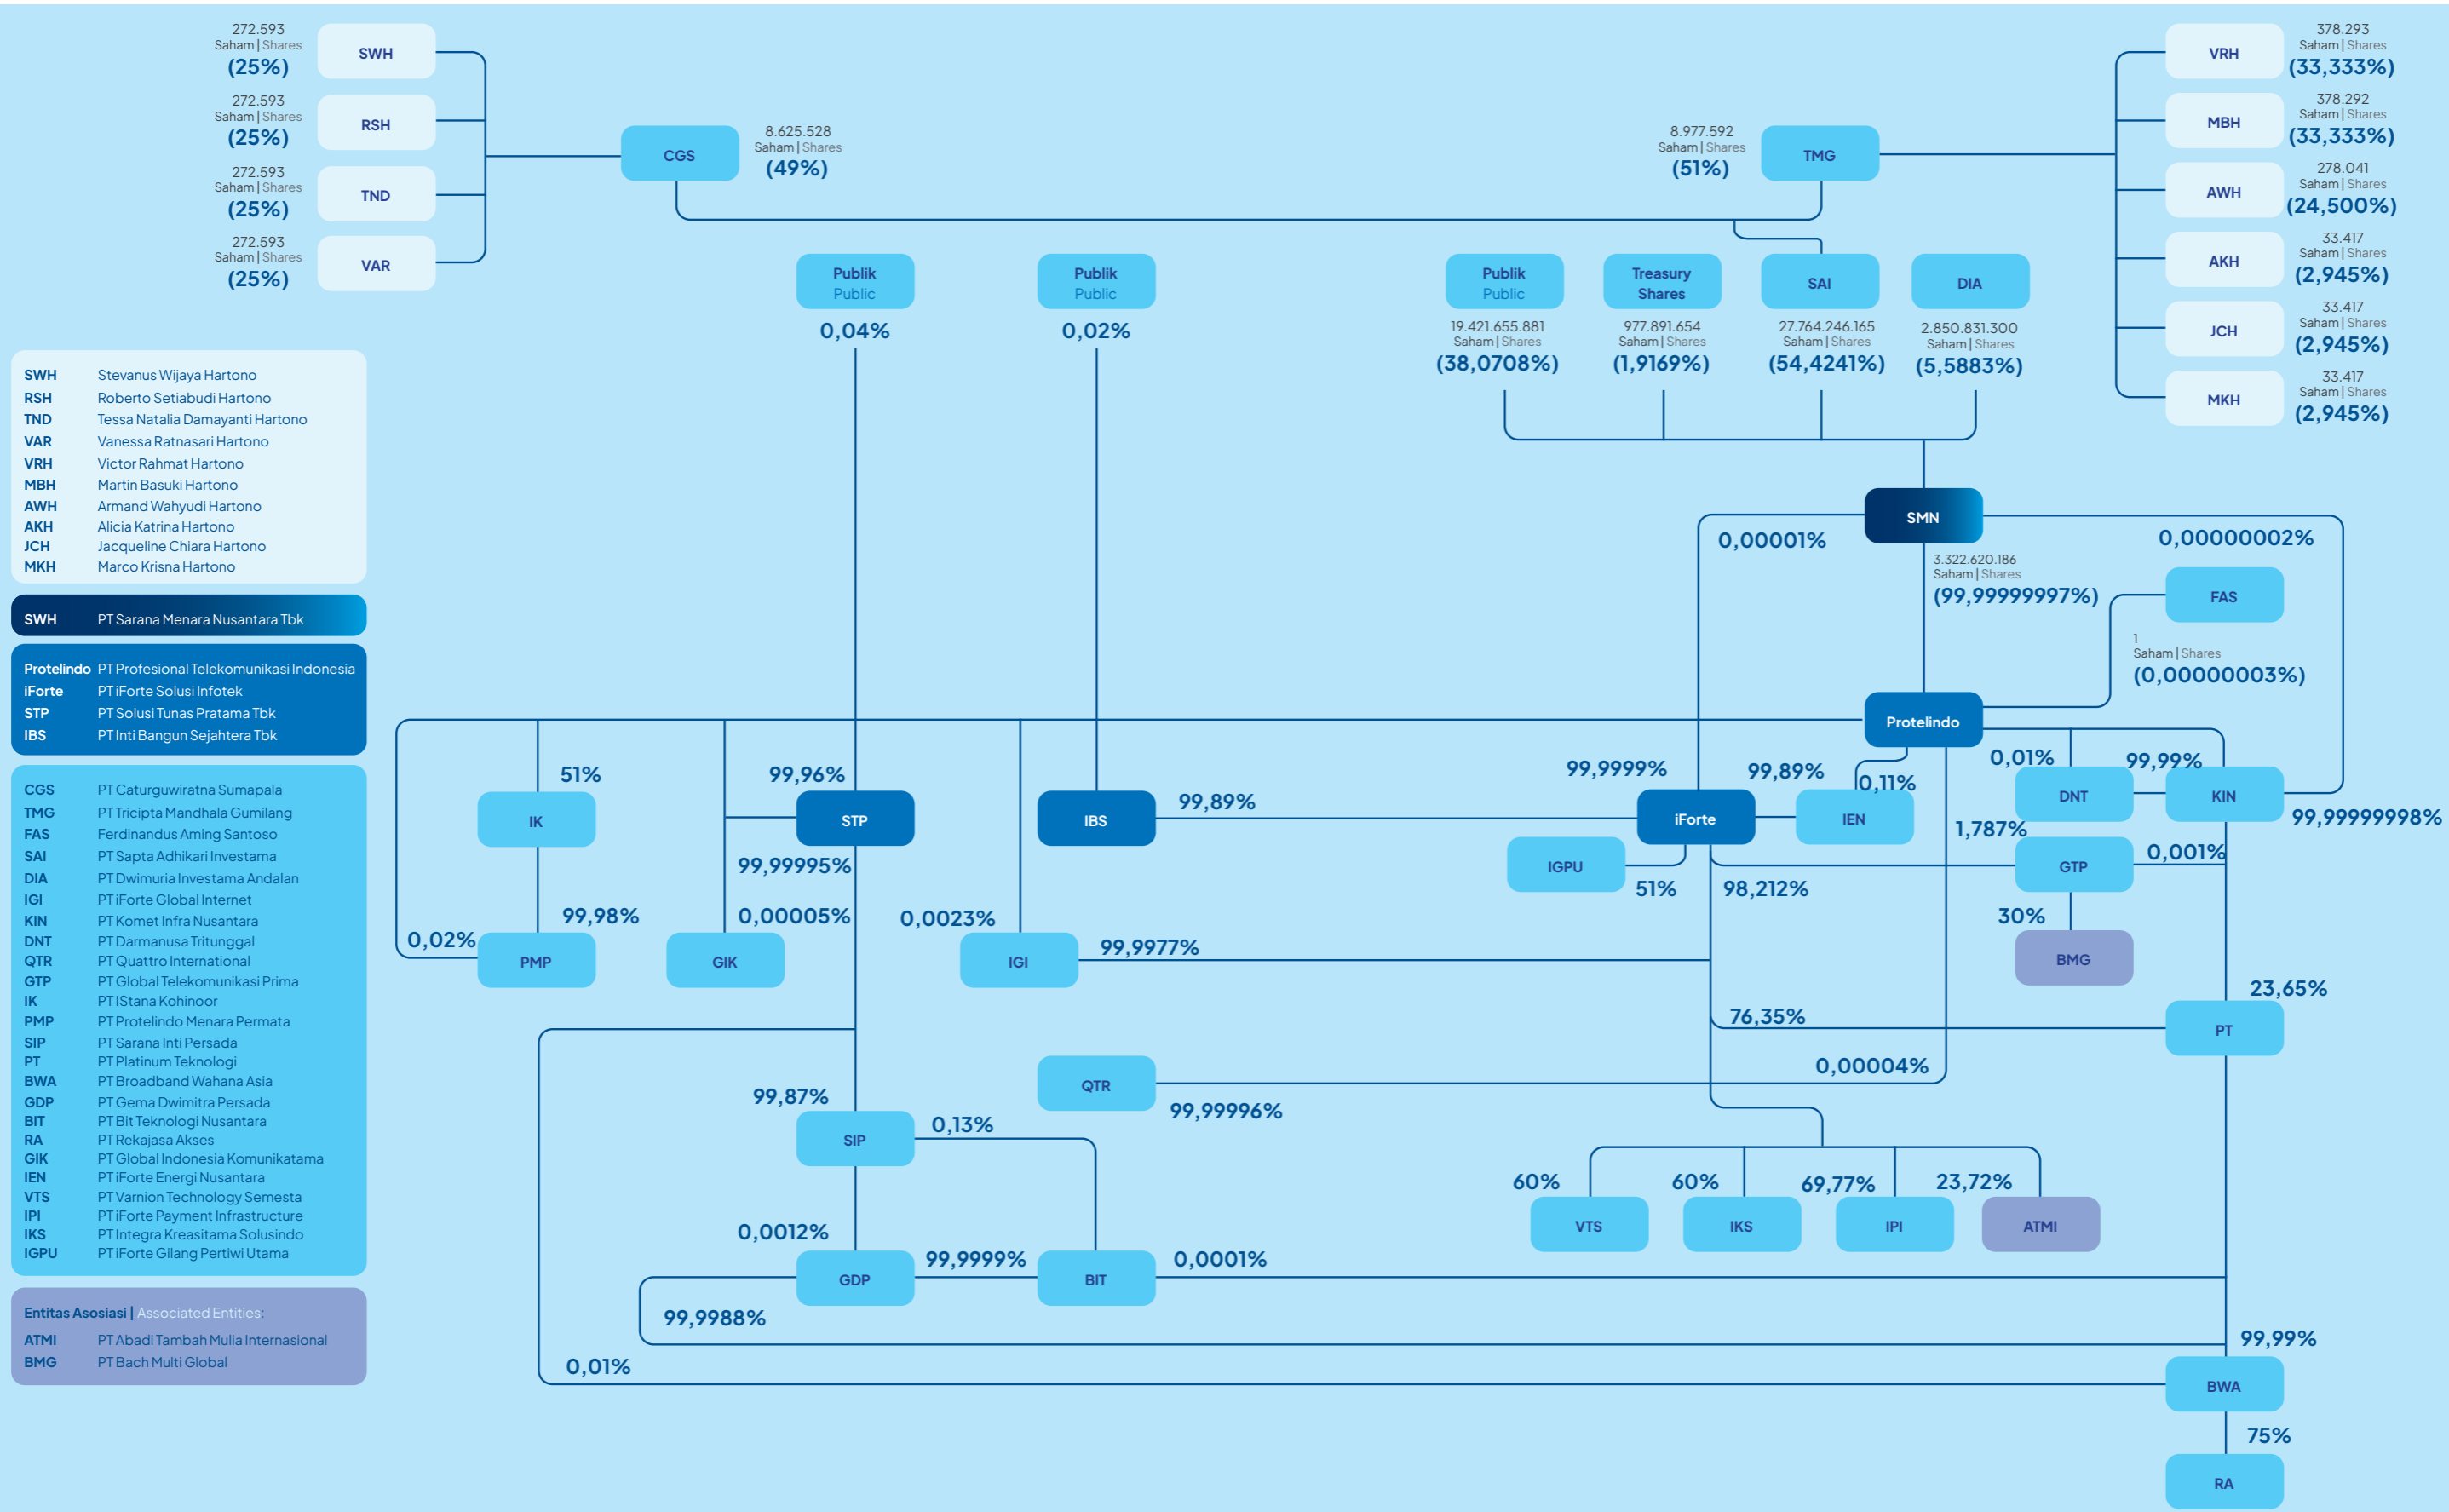 272.593
Saham | Shares
(25%)
SWH
272.593
Saham | Shares
(25%)
RSH
272.593
Saham | Shares
(25%)
TND
272.593
Saham | Shares
(25%)
VAR
CGS
8.625.528
Saham | Shares
(49%)
8.977.592
Saham | Shares
(51%)
TMG
VRH
378.293
Saham | Shares
(33,333%)
MBH
378.292
Saham | Shares
(33,333%)
AWH
278.041
Saham | Shares
(24,500%)
AKH
33.417
Saham | Shares
(2,945%)
JCH
33.417
Saham | Shares
(2,945%)
MKH
33.417
Saham | Shares
(2,945%)
Publik
Public
0,04%
Publik
Public
0,02%
Publik
Public
19.421.655.881
Saham | Shares
(38,0708%)
Treasury
Shares
977.891.654
Saham | Shares
(1,9169%)
SAI
27.764.246.165
Saham | Shares
(54,4241%)
DIA
2.850.831.300
Saham | Shares
(5,5883%)
SWH Stevanus Wijaya Hartono
RSH Roberto Setiabudi Hartono
TND Tessa Natalia Damayanti Hartono
VAR Vanessa Ratnasari Hartono
VRH Victor Rahmat Hartono
MBH Martin Basuki Hartono
AWH Armand Wahyudi Hartono
AKH Alicia Katrina Hartono
JCH Jacqueline Chiara Hartono
MKH Marco Krisna Hartono
SWH PT Sarana Menara Nusantara Tbk
Protelindo PT Profesional Telekomunikasi Indonesia
iForte PT iForte Solusi Infotek
STP PT Solusi Tunas Pratama Tbk
IBS PT Inti Bangun Sejahtera Tbk
CGS PT Caturguwiratna Sumapala
TMG PT Tricipta Mandhala Gumilang
FAS Ferdinandus Aming Santoso
SAI PT Sapta Adhikari Investama
DIA PT Dwimuria Investama Andalan
IGI PT iForte Global Internet
KIN PT Komet Infra Nusantara
DNT PT Darmanusa Tritunggal
QTR PT Quattro International
GTP PT Global Telekomunikasi Prima
IK PT IStana Kohinoor
PMP PT Protelindo Menara Permata
SIP PT Sarana Inti Persada
PT PT Platinum Teknologi
BWA PT Broadband Wahana Asia
GDP PT Gema Dwimitra Persada
BIT PT Bit Teknologi Nusantara
RA PT Rekajasa Akses
GIK PT Global Indonesia Komunikatama
IEN PT iForte Energi Nusantara
VTS PT Varnion Technology Semesta
IPI PT iForte Payment Infrastructure
IKS PT Integra Kreasitama Solusindo
IGPU PT iForte Gilang Pertiwi Utama
Entitas Asosiasi | Associated Entities:
ATMI PT Abadi Tambah Mulia Internasional
BMG PT Bach Multi Global
SMN
0,00001%
0,00000002%
3.322.620.186
Saham | Shares
(99,99999997%)
FAS
1
Saham | Shares
(0,00000003%)
Protelindo
51%
99,96%
99,9999%
99,89%
0,11%
0,01%
99,99%
IK
STP
IBS
99,89%
iForte
IEN
DNT
KIN
99,99999998%
1,787%
99,99995%
IGPU
51%
98,212%
GTP
0,001%
99,98%
0,00005%
0,0023%
30%
0,02%
PMP
GIK
IGI
99,9977%
BMG
23,65%
76,35%
PT
0,00004%
QTR
99,99996%
99,87%
0,13%
SIP
60%
60%
69,77%
23,72%
VTS
IKS
IPI
ATMI
0,0012%
GDP
99,9999%
BIT
0,0001%
99,9988%
99,99%
0,01%
BWA
75%
RA